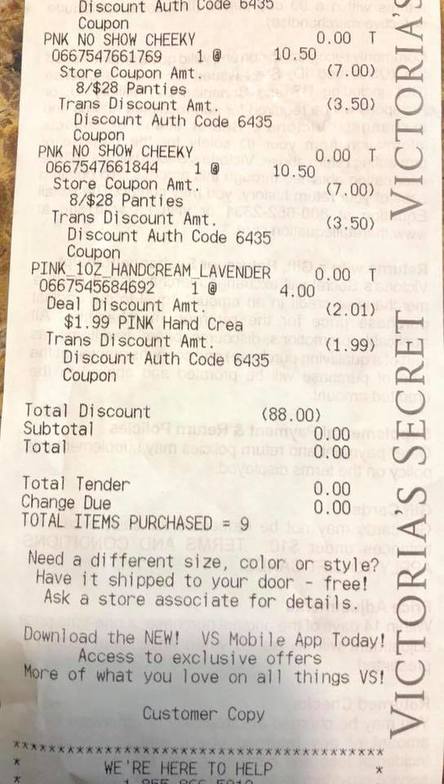 Discount Auth Code 6435
Coupon
PNK NO SHOW CHEEKY 0.00 T
0667547661769 1 @ 10.50
Store Coupon Amt. (7.00)
8/$28 Panties
Trans Discount Amt. (3.50)
Discount Auth Code 6435
Coupon
PNK NO SHOW CHEEKY 0.00 T
0667547661844 1 @ 10.50
Store Coupon Amt. (7.00)
8/$28 Panties
Trans Discount Amt. (3.50)
Discount Auth Code 6435
Coupon
PINK_1OZ_HANDCREAM_LAVENDER 0.00 T
0667545684692 1 @ 4.00
Deal Discount Amt. (2.01)
$1.99 PINK Hand Crea
Trans Discount Amt. (1.99)
Discount Auth Code 6435
Coupon
Total Discount (88.00)
Subtotal 0.00
Total 0.00
Total Tender 0.00
Change Due 0.00
TOTAL ITEMS PURCHASED = 9
Need a different size, color or style?
Have it shipped to your door - free!
Ask a store associate for details.
Download the NEW! VS Mobile App Today!
Access to exclusive offers
More of what you love on all things VS!
Customer Copy
****************************************
* WE'RE HERE TO HELP *
VICTORIA'S SECRET
VICTORIA'S